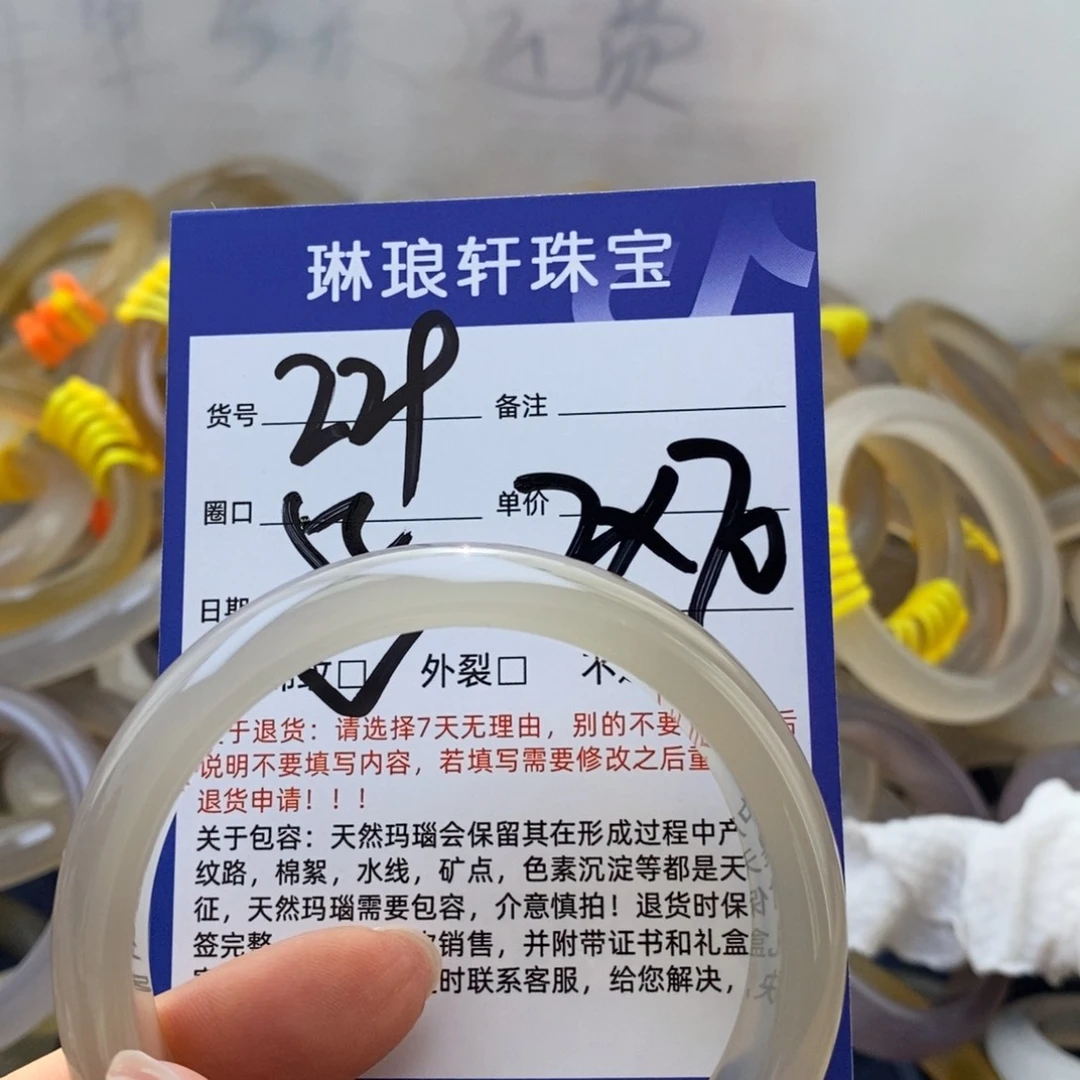 运费
琳琅轩珠宝
货号 229 备注
圈口 单价
日期
纹□ 外裂□ 不
于退货：请选择7天无理由，别的不要 后
说明不要填写内容，若填写需要修改之后重
退货申请！！！
关于包容：天然玛瑙会保留其在形成过程中产
纹路，棉絮，水线，矿点，色素沉淀等都是天
征，天然玛瑙需要包容，介意慎拍！退货时保
签完整 销售，并附带证书和礼盒
时联系客服，给您解决，